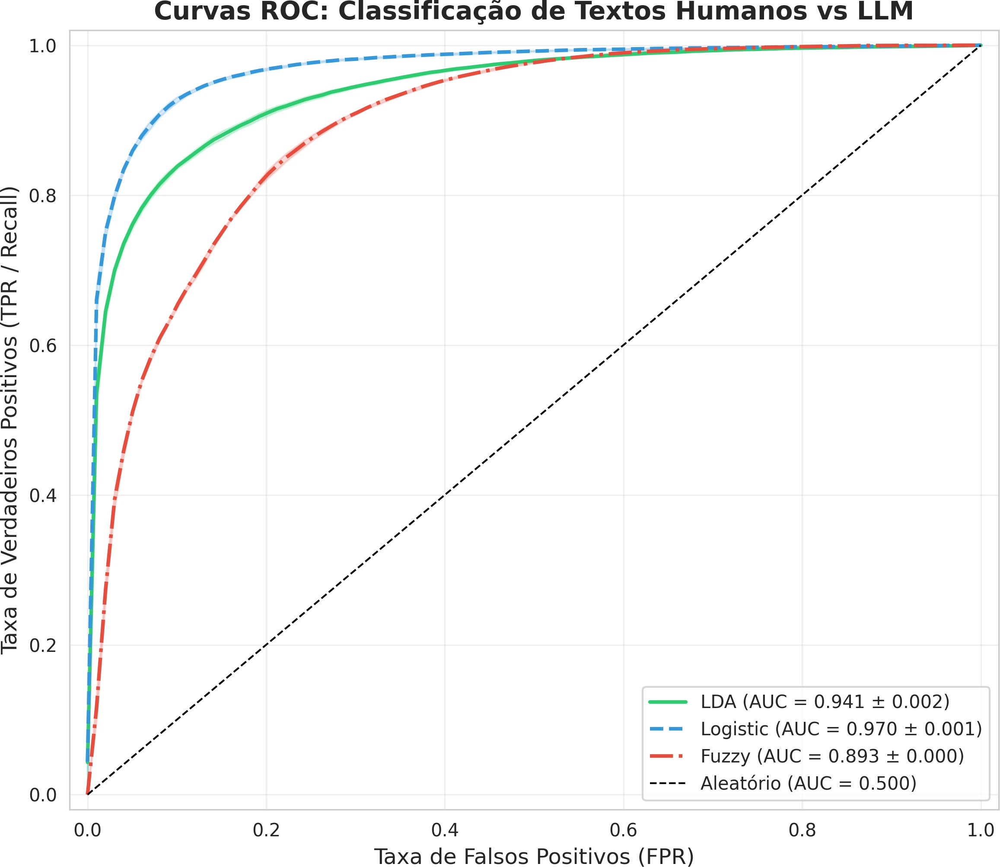 Curvas ROC: Classificação de Textos Humanos vs LLM
Taxa de Verdadeiros Positivos (TPR / Recall)
1.0
0.8
0.6
0.4
0.2
0.0
0.0
0.2
0.4
0.6
0.8
1.0
Taxa de Falsos Positivos (FPR)
LDA (AUC = 0.941 ± 0.002)
Logistic (AUC = 0.970 ± 0.001)
Fuzzy (AUC = 0.893 ± 0.000)
Aleatório (AUC = 0.500)